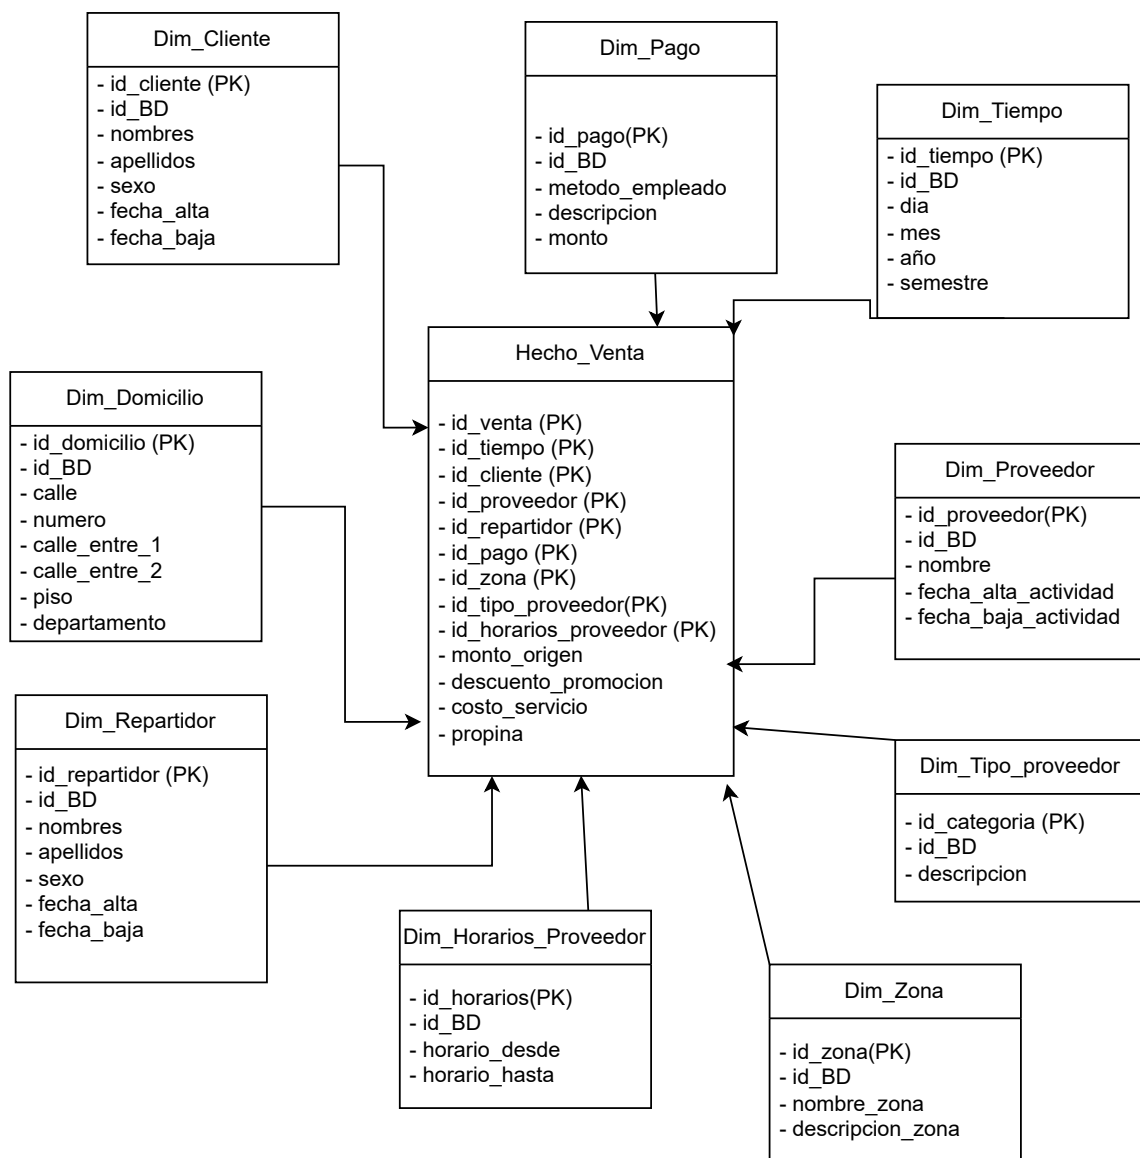 Dim_Cliente
- id_cliente (PK)
- id_BD
- nombres
- apellidos
- sexo
- fecha_alta
- fecha_baja
Dim_Pago
- id_pago(PK)
- id_BD
- metodo_empleado
- descripcion
- monto
Dim_Tiempo
- id_tiempo (PK)
- id_BD
- dia
- mes
- año
- semestre
Hecho_Venta
- id_venta (PK)
- id_tiempo (PK)
- id_cliente (PK)
- id_proveedor (PK)
- id_repartidor (PK)
- id_pago (PK)
- id_zona (PK)
- id_tipo_proveedor(PK)
- id_horarios_proveedor (PK)
- monto_origen
- descuento_promocion
- costo_servicio
- propina
Dim_Domicilio
- id_domicilio (PK)
- id_BD
- calle
- numero
- calle_entre_1
- calle_entre_2
- piso
- departamento
Dim_Proveedor
- id_proveedor(PK)
- id_BD
- nombre
- fecha_alta_actividad
- fecha_baja_actividad
Dim_Repartidor
- id_repartidor (PK)
- id_BD
- nombres
- apellidos
- sexo
- fecha_alta
- fecha_baja
Dim_Tipo_proveedor
- id_categoria (PK)
- id_BD
- descripcion
Dim_Horarios_Proveedor
- id_horarios(PK)
- id_BD
- horario_desde
- horario_hasta
Dim_Zona
- id_zona(PK)
- id_BD
- nombre_zona
- descripcion_zona